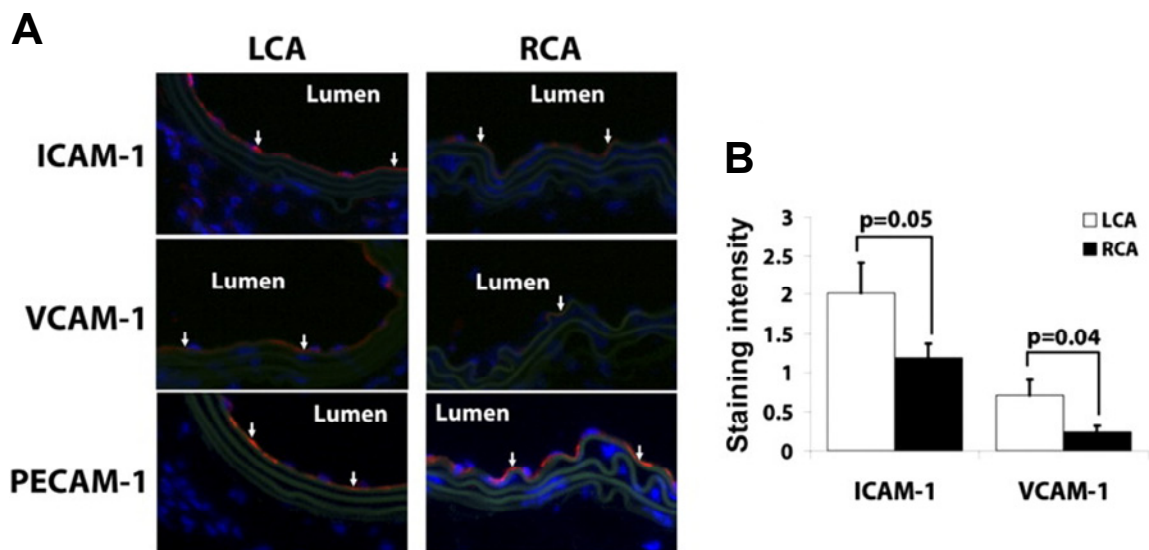 A
LCA RCA
ICAM-1
Lumen Lumen
VCAM-1
Lumen Lumen
PECAM-1
Lumen Lumen
B
Staining intensity
3
2.5
2
1.5
1
0.5
0
p=0.05
p=0.04
LCA
RCA
ICAM-1 VCAM-1